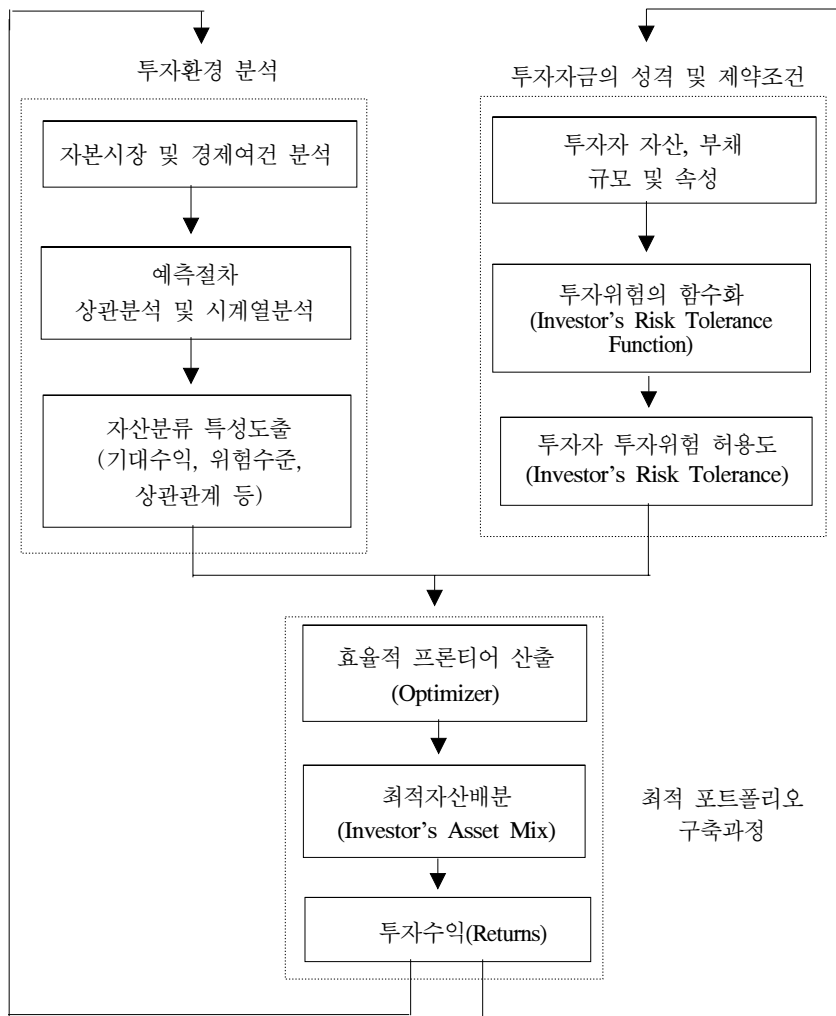 투자환경 분석
자본시장 및 경제여건 분석
예측절차
상관분석 및 시계열분석
자산분류 특성도출
(기대수익, 위험수준,
상관관계 등)
투자자금의 성격 및 제약조건
투자자 자산, 부채
규모 및 속성
투자위험의 함수화
(Investor's Risk Tolerance
Function)
투자자 투자위험 허용도
(Investor's Risk Tolerance)
효율적 프론티어 산출
(Optimizer)
최적자산배분
(Investor's Asset Mix)
투자수익(Returns)
최적 포트폴리오
구축과정